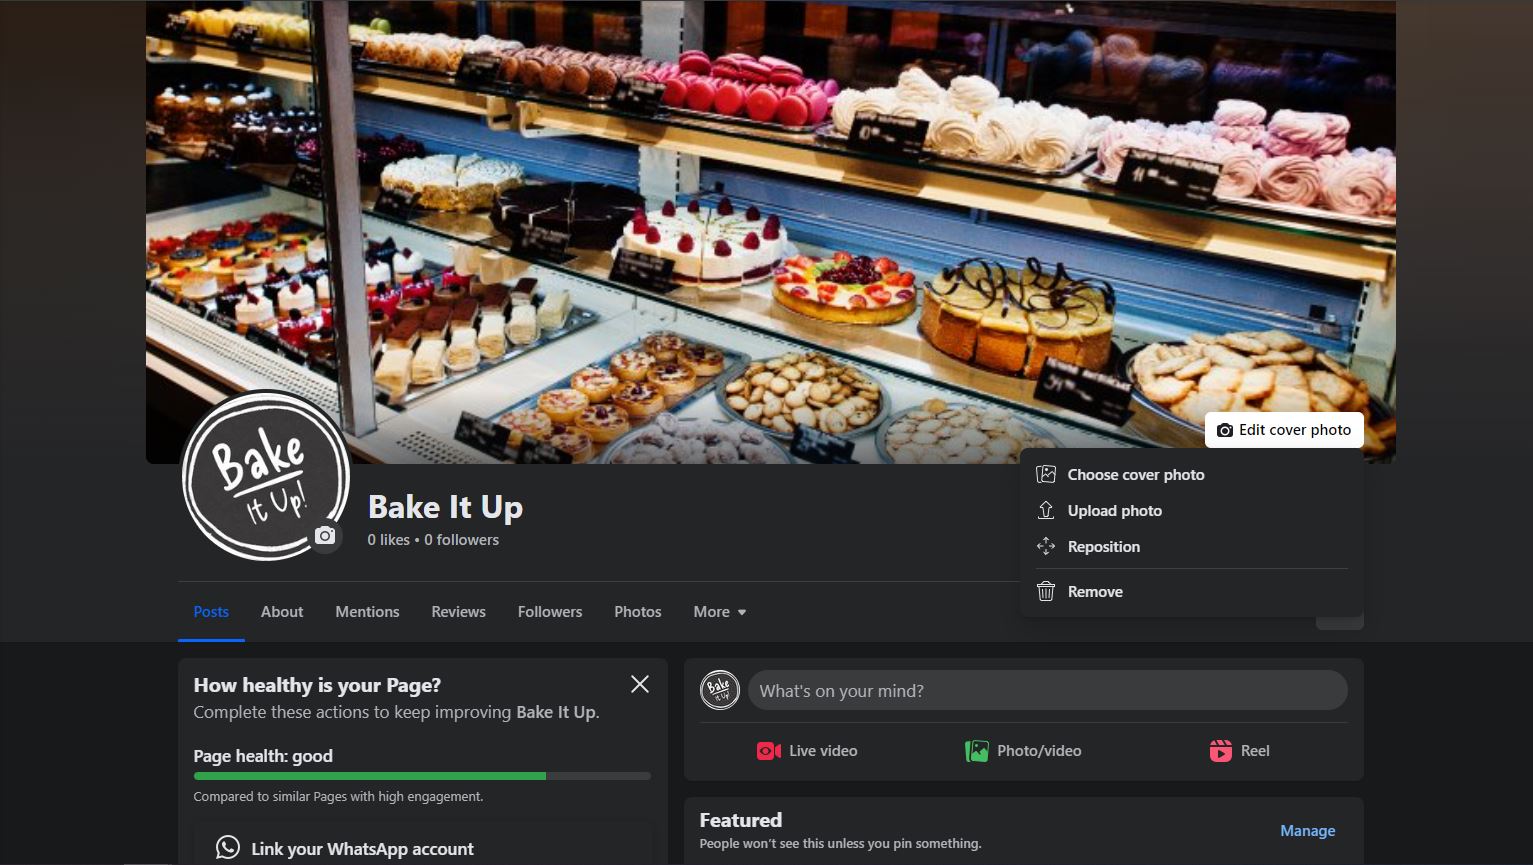 Edit cover photo
Choose cover photo
Upload photo
Reposition
Remove
Bake
It Up!
Bake It Up
0 likes • 0 followers
Posts
About
Mentions
Reviews
Followers
Photos
More
How healthy is your Page?
Complete these actions to keep improving Bake It Up.
Page health: good
Compared to similar Pages with high engagement.
Link your WhatsApp account
Bake
It Up!
What's on your mind?
Live video
Photo/video
Reel
Featured
People won't see this unless you pin something.
Manage